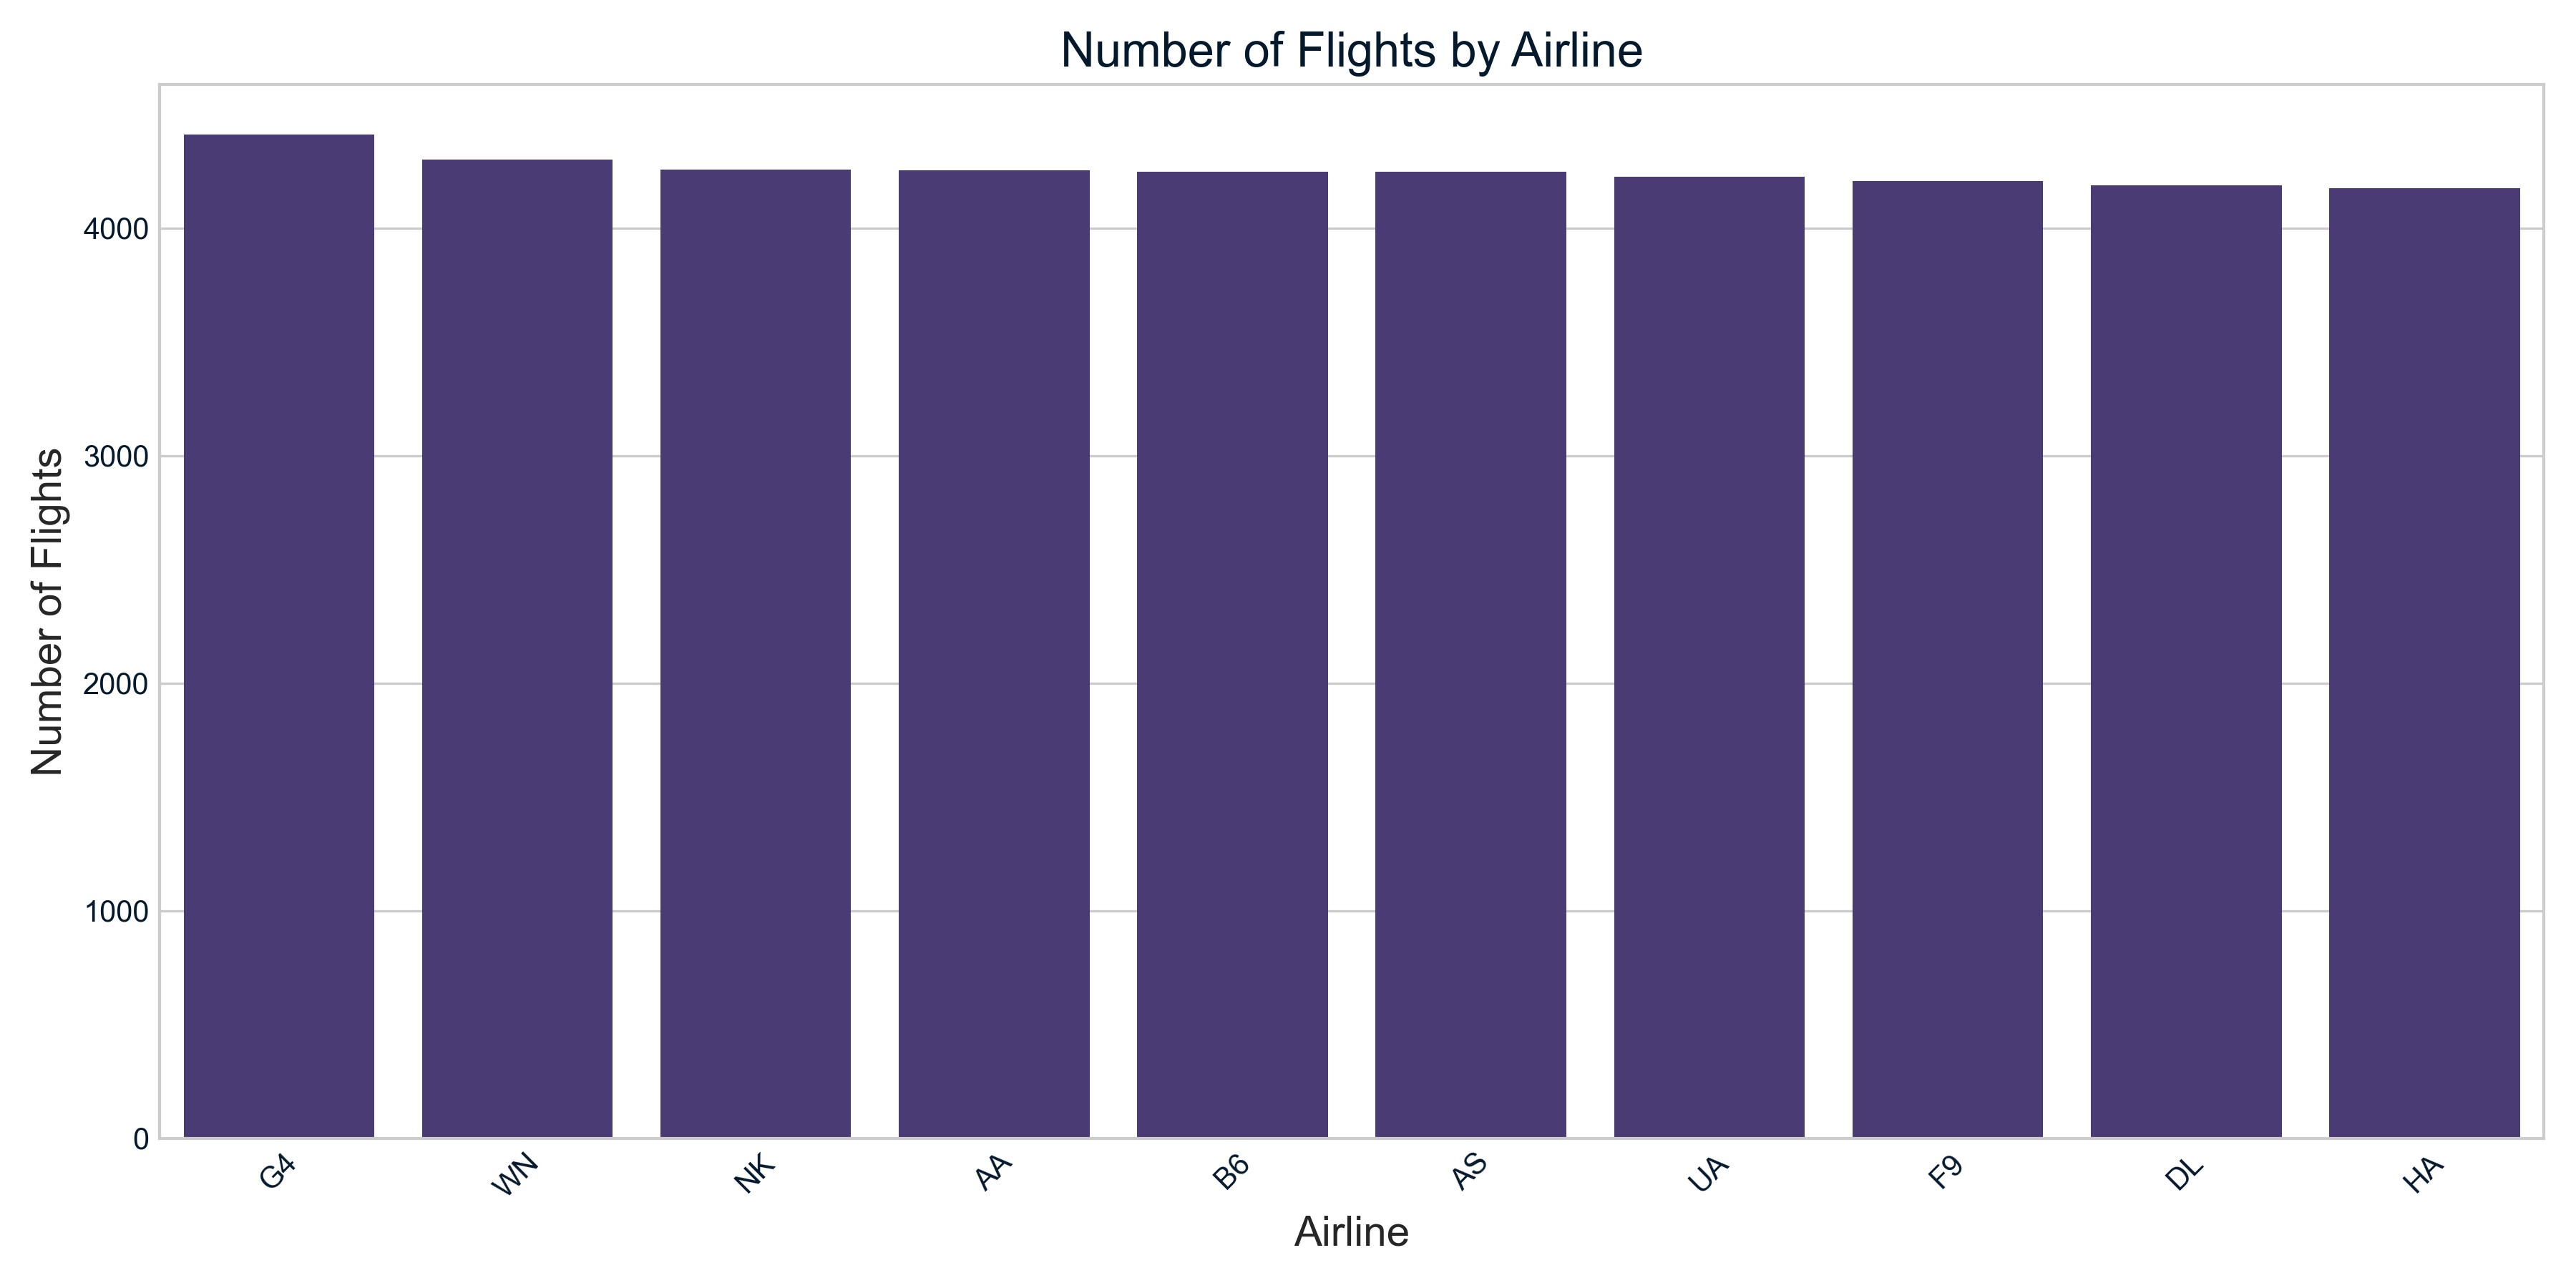 Number of Flights by Airline
Number of Flights
4000
3000
2000
1000
0
G4 WN NK AA B6 AS UA F9 DL HA
Airline